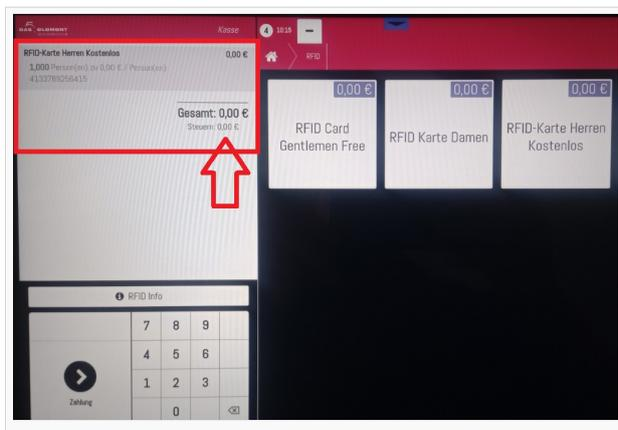 DAS ELEMENT
Kasse
RFID-Karte Herren Kostenlos 0,00 €
1,000 Person(en) zu 0,00 € / Person(en)
4133789256415
Gesamt: 0,00 €
Steuern: 0,00 €
RFID Info
7 8 9
4 5 6
1 2 3
0
Zahlung
4 10:15
RFID
0,00 €
RFID Card
Gentlemen Free
0,00 €
RFID Karte Damen
0,00 €
RFID-Karte Herren
Kostenlos